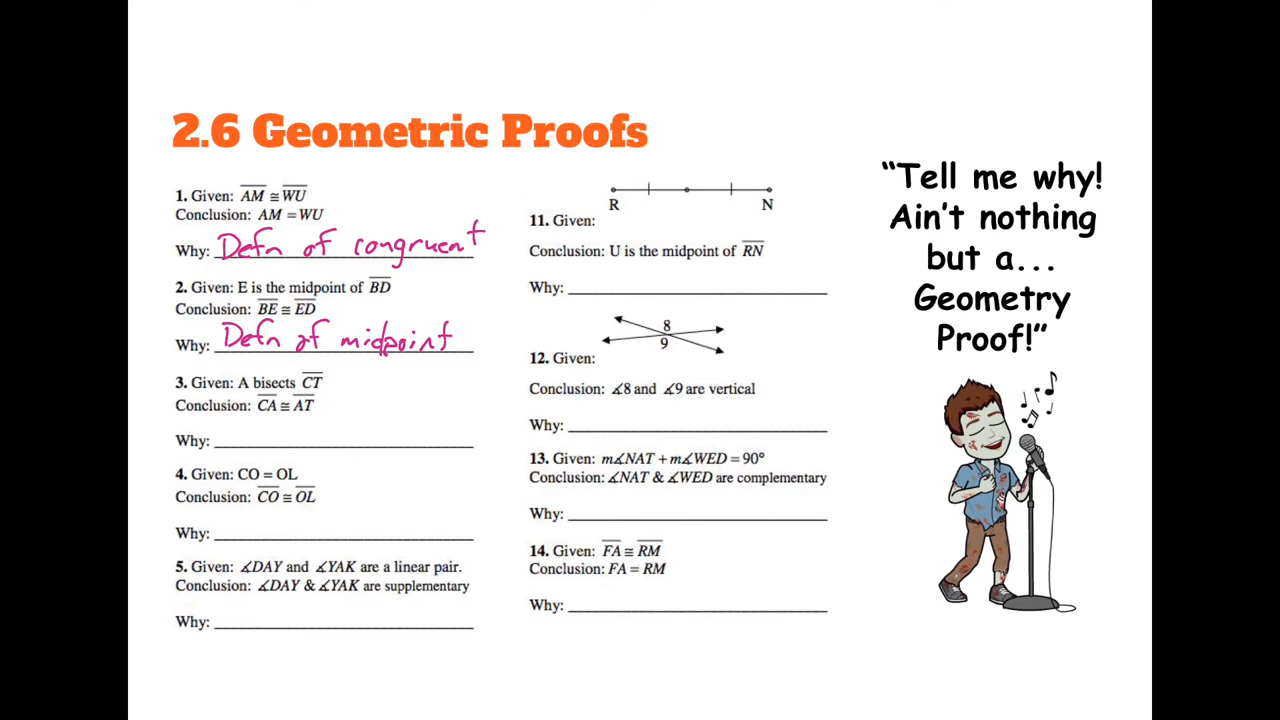 2.6 Geometric Proofs
1. Given: AM ≅ WU
Conclusion: AM = WU
Why: Defn of congruent
2. Given: E is the midpoint of BD
Conclusion: BE ≅ ED
Why: Defn of midpoint
3. Given: A bisects CT
Conclusion: CA ≅ AT
Why:
4. Given: CO = OL
Conclusion: CO ≅ OL
Why:
5. Given: ∡DAY and ∡YAK are a linear pair.
Conclusion: ∡DAY & ∡YAK are supplementary
Why:
R N
11. Given:
Conclusion: U is the midpoint of RN
Why:
8
9
12. Given:
Conclusion: ∡8 and ∡9 are vertical
Why:
13. Given: m∡NAT + m∡WED = 90°
Conclusion: ∡NAT & ∡WED are complementary
Why:
14. Given: FA ≅ RM
Conclusion: FA = RM
Why:
“Tell me why!
Ain't nothing
but a...
Geometry
Proof!”